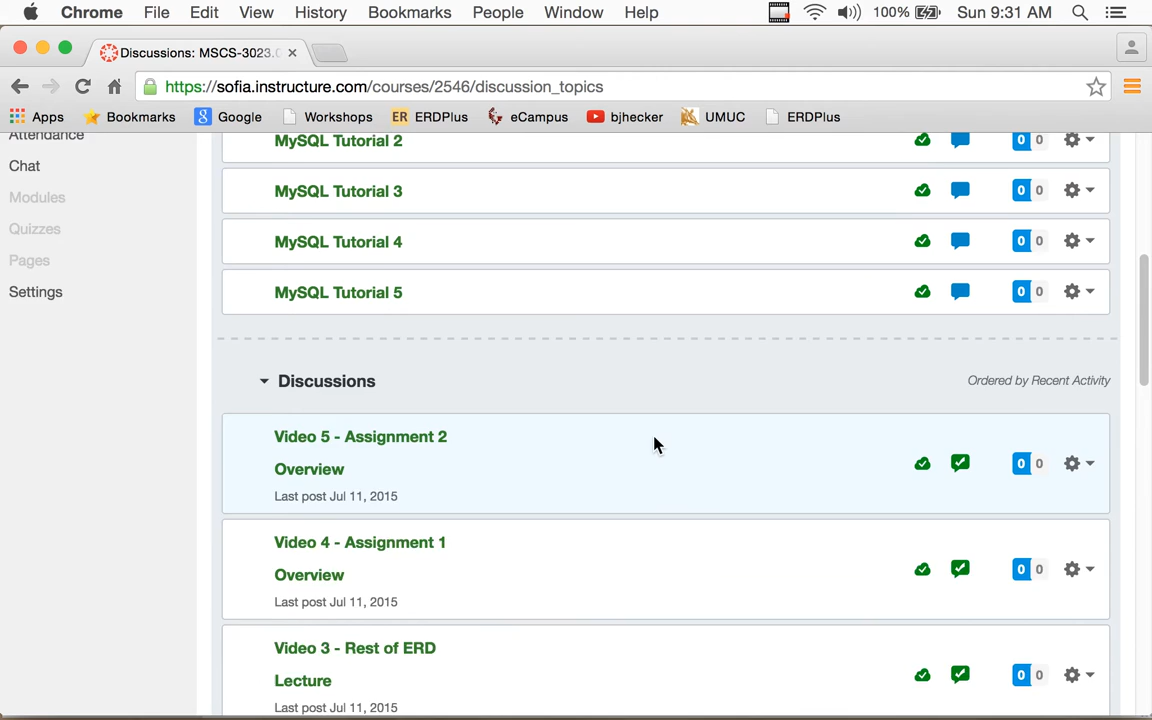 Chrome File Edit View History Bookmarks People Window Help 100% Sun 9:31 AM
Discussions: MSCS-3023.0
https://sofia.instructure.com/courses/2546/discussion_topics
Apps Bookmarks Google Workshops ER ERDPlus eCampus bjhecker UMUC ERDPlus
Attendance
Chat
Modules
Quizzes
Pages
Settings
MySQL Tutorial 2 0 0
MySQL Tutorial 3 0 0
MySQL Tutorial 4 0 0
MySQL Tutorial 5 0 0
Discussions Ordered by Recent Activity
Video 5 - Assignment 2
Overview 0 0
Last post Jul 11, 2015
Video 4 - Assignment 1
Overview 0 0
Last post Jul 11, 2015
Video 3 - Rest of ERD
Lecture 0 0
Last post Jul 11, 2015